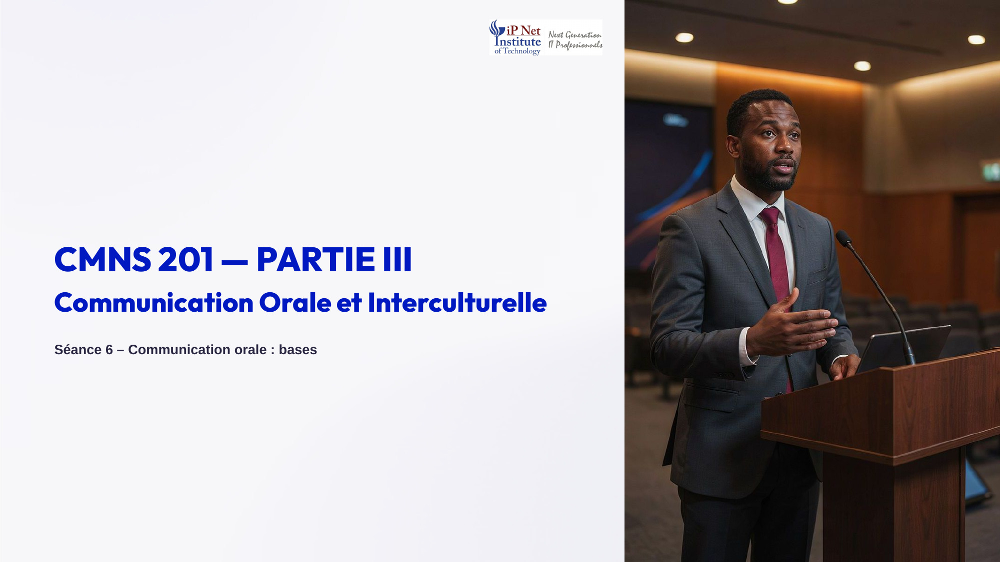 iP Net
Institute
of Technology
Next Generation
IT Professionnels
CMNS 201 — PARTIE III
Communication Orale et Interculturelle
Séance 6 – Communication orale : bases